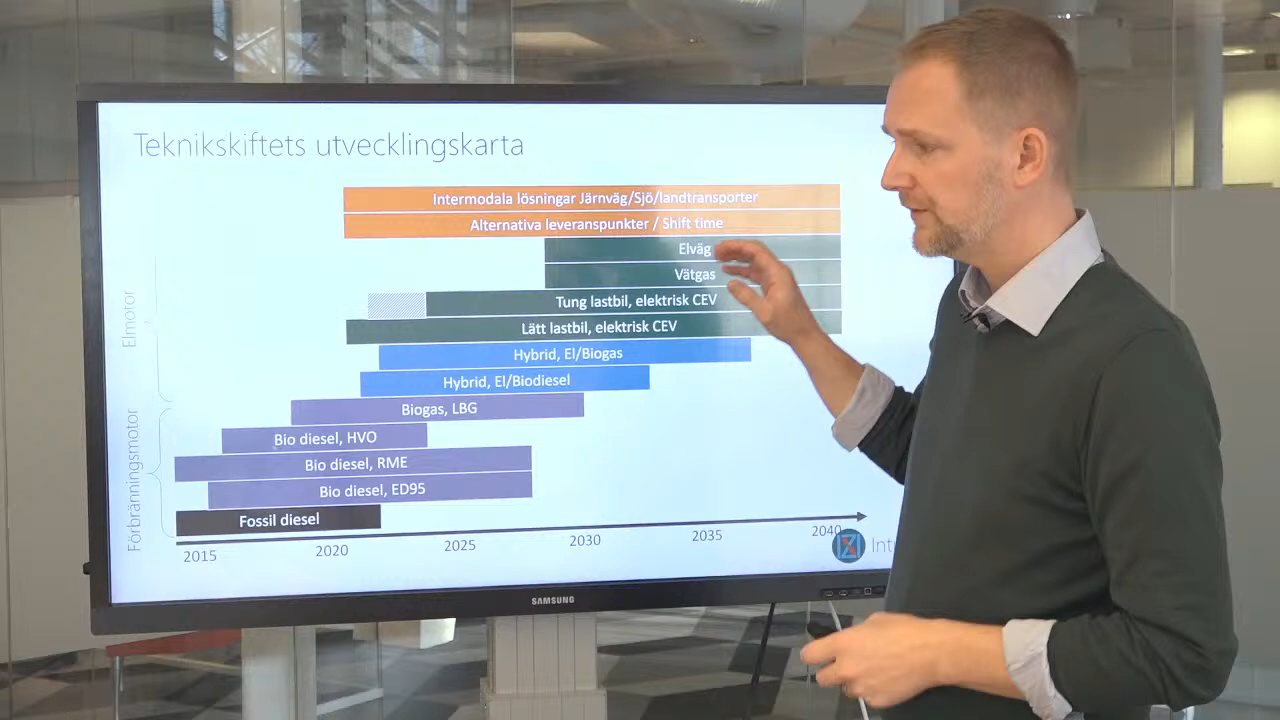 Teknikskiftets utvecklingskarta
Intermodala lösningar Järnväg/Sjö/landtransporter
Alternativa leveranspunkter / Shift time
Elväg
Vätgas
Tung lastbil, elektrisk CEV
Lätt lastbil, elektrisk CEV
Hybrid, El/Biogas
Hybrid, El/Biodiesel
Biogas, LBG
Bio diesel, HVO
Bio diesel, RME
Bio diesel, ED95
Fossil diesel
Elmotor
Förbränningsmotor
2015 2020 2025 2030 2035 2040
SAMSUNG